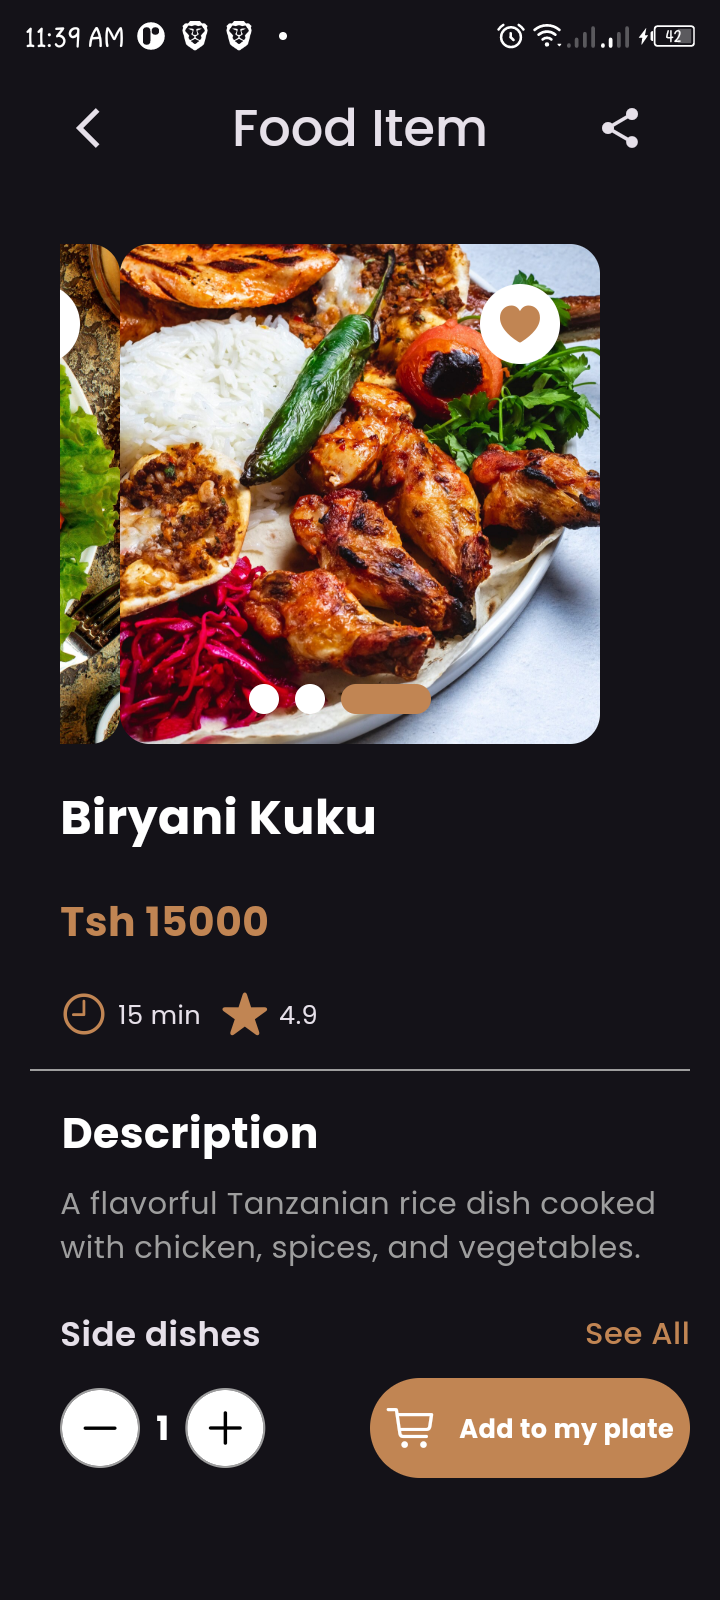 11:39 AM
42
Food Item
Biryani Kuku
Tsh 15000
15 min 4.9
Description
A flavorful Tanzanian rice dish cooked
with chicken, spices, and vegetables.
Side dishes See All
1 Add to my plate